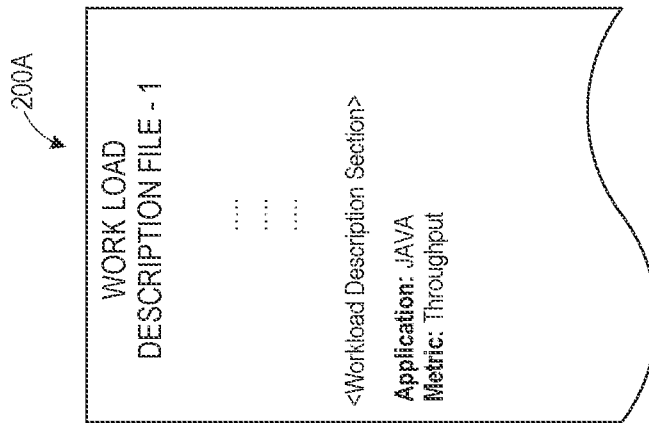 200A
WORK LOAD
DESCRIPTION FILE - 1
.....
.....
.....
<Workload Description Section>
Application: JAVA
Metric: Throughput